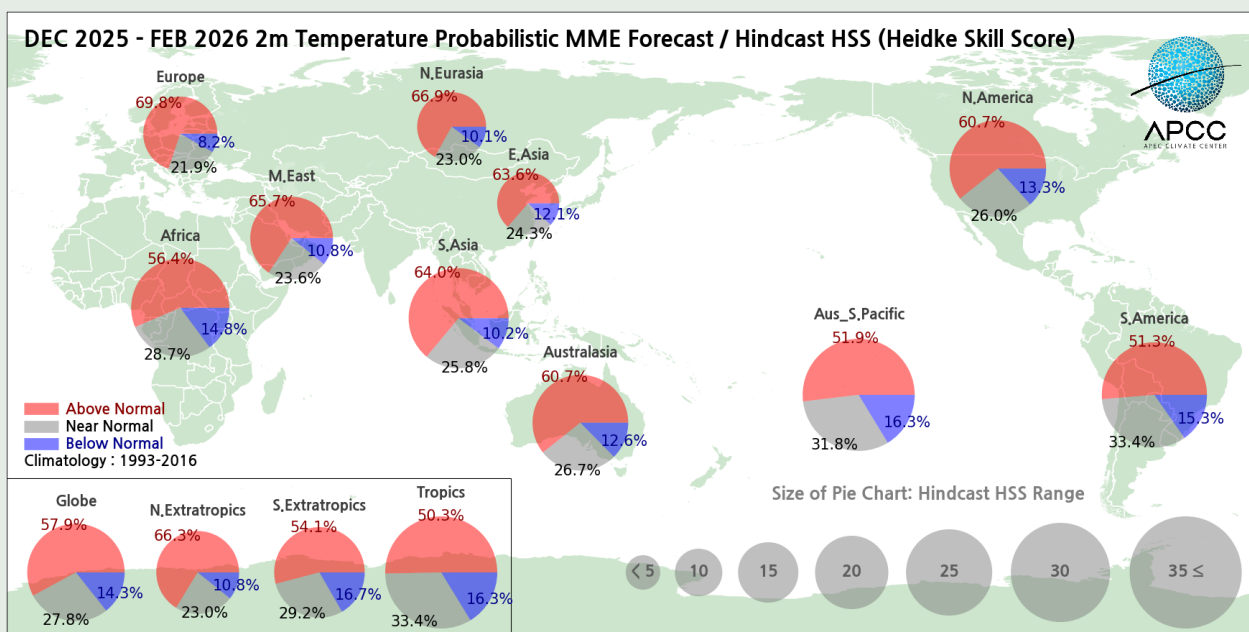 DEC 2025 - FEB 2026 2m Temperature Probabilistic MME Forecast / Hindcast HSS (Heidke Skill Score)
APCC
APEC CLIMATE CENTER
Europe
69.8%
8.2%
21.9%
N.Eurasia
66.9%
10.1%
23.0%
N.America
60.7%
13.3%
26.0%
E.Asia
63.6%
12.1%
24.3%
M.East
65.7%
10.8%
23.6%
Africa
56.4%
14.8%
28.7%
S.Asia
64.0%
10.2%
25.8%
Aus_S.Pacific
51.9%
16.3%
31.8%
S.America
51.3%
15.3%
33.4%
Australasia
60.7%
12.6%
26.7%
Above Normal
Near Normal
Below Normal
Climatology : 1993-2016
Globe
57.9%
14.3%
27.8%
N.Extratropics
66.3%
10.8%
23.0%
S.Extratropics
54.1%
16.7%
29.2%
Tropics
50.3%
16.3%
33.4%
Size of Pie Chart: Hindcast HSS Range
< 5
10
15
20
25
30
35 ≤